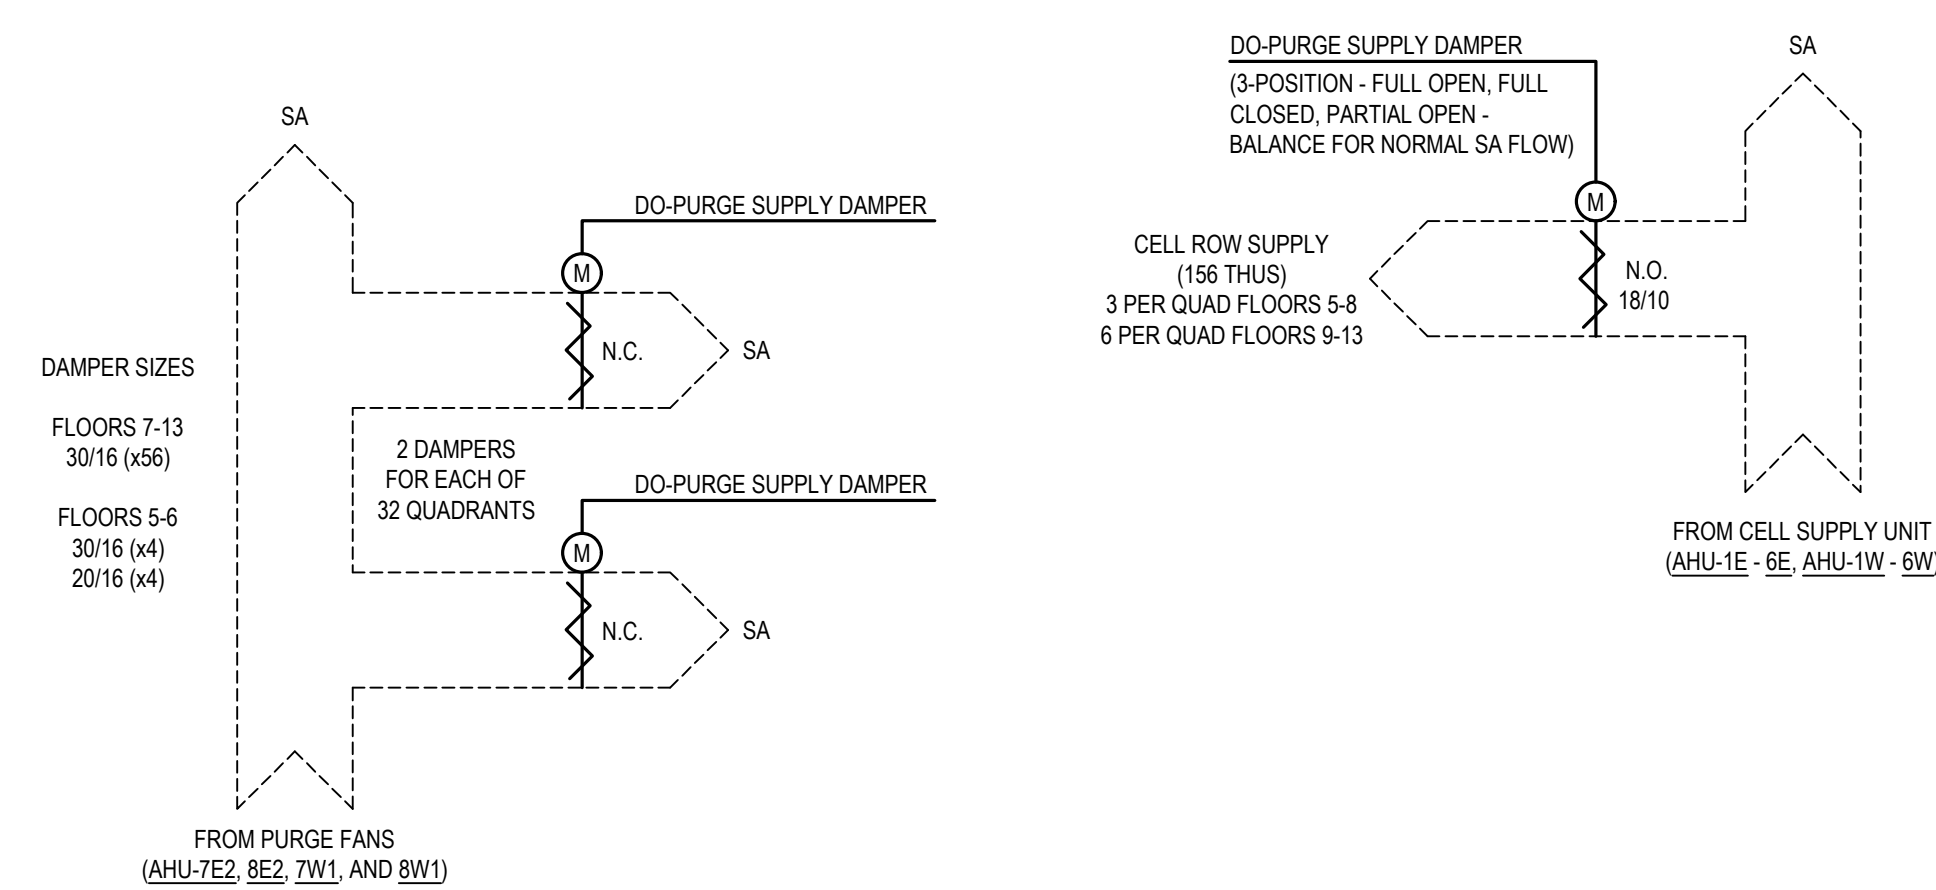 SA
DO-PURGE SUPPLY DAMPER
M
N.C.
SA
DAMPER SIZES
FLOORS 7-13
30/16 (x56)
FLOORS 5-6
30/16 (x4)
20/16 (x4)
2 DAMPERS
FOR EACH OF
32 QUADRANTS
DO-PURGE SUPPLY DAMPER
M
N.C.
SA
FROM PURGE FANS
(AHU-7E2, 8E2, 7W1, AND 8W1)
DO-PURGE SUPPLY DAMPER
(3-POSITION - FULL OPEN, FULL
CLOSED, PARTIAL OPEN -
BALANCE FOR NORMAL SA FLOW)
SA
M
CELL ROW SUPPLY
(156 THUS)
3 PER QUAD FLOORS 5-8
6 PER QUAD FLOORS 9-13
N.O.
18/10
FROM CELL SUPPLY UNIT
(AHU-1E - 6E, AHU-1W - 6W)